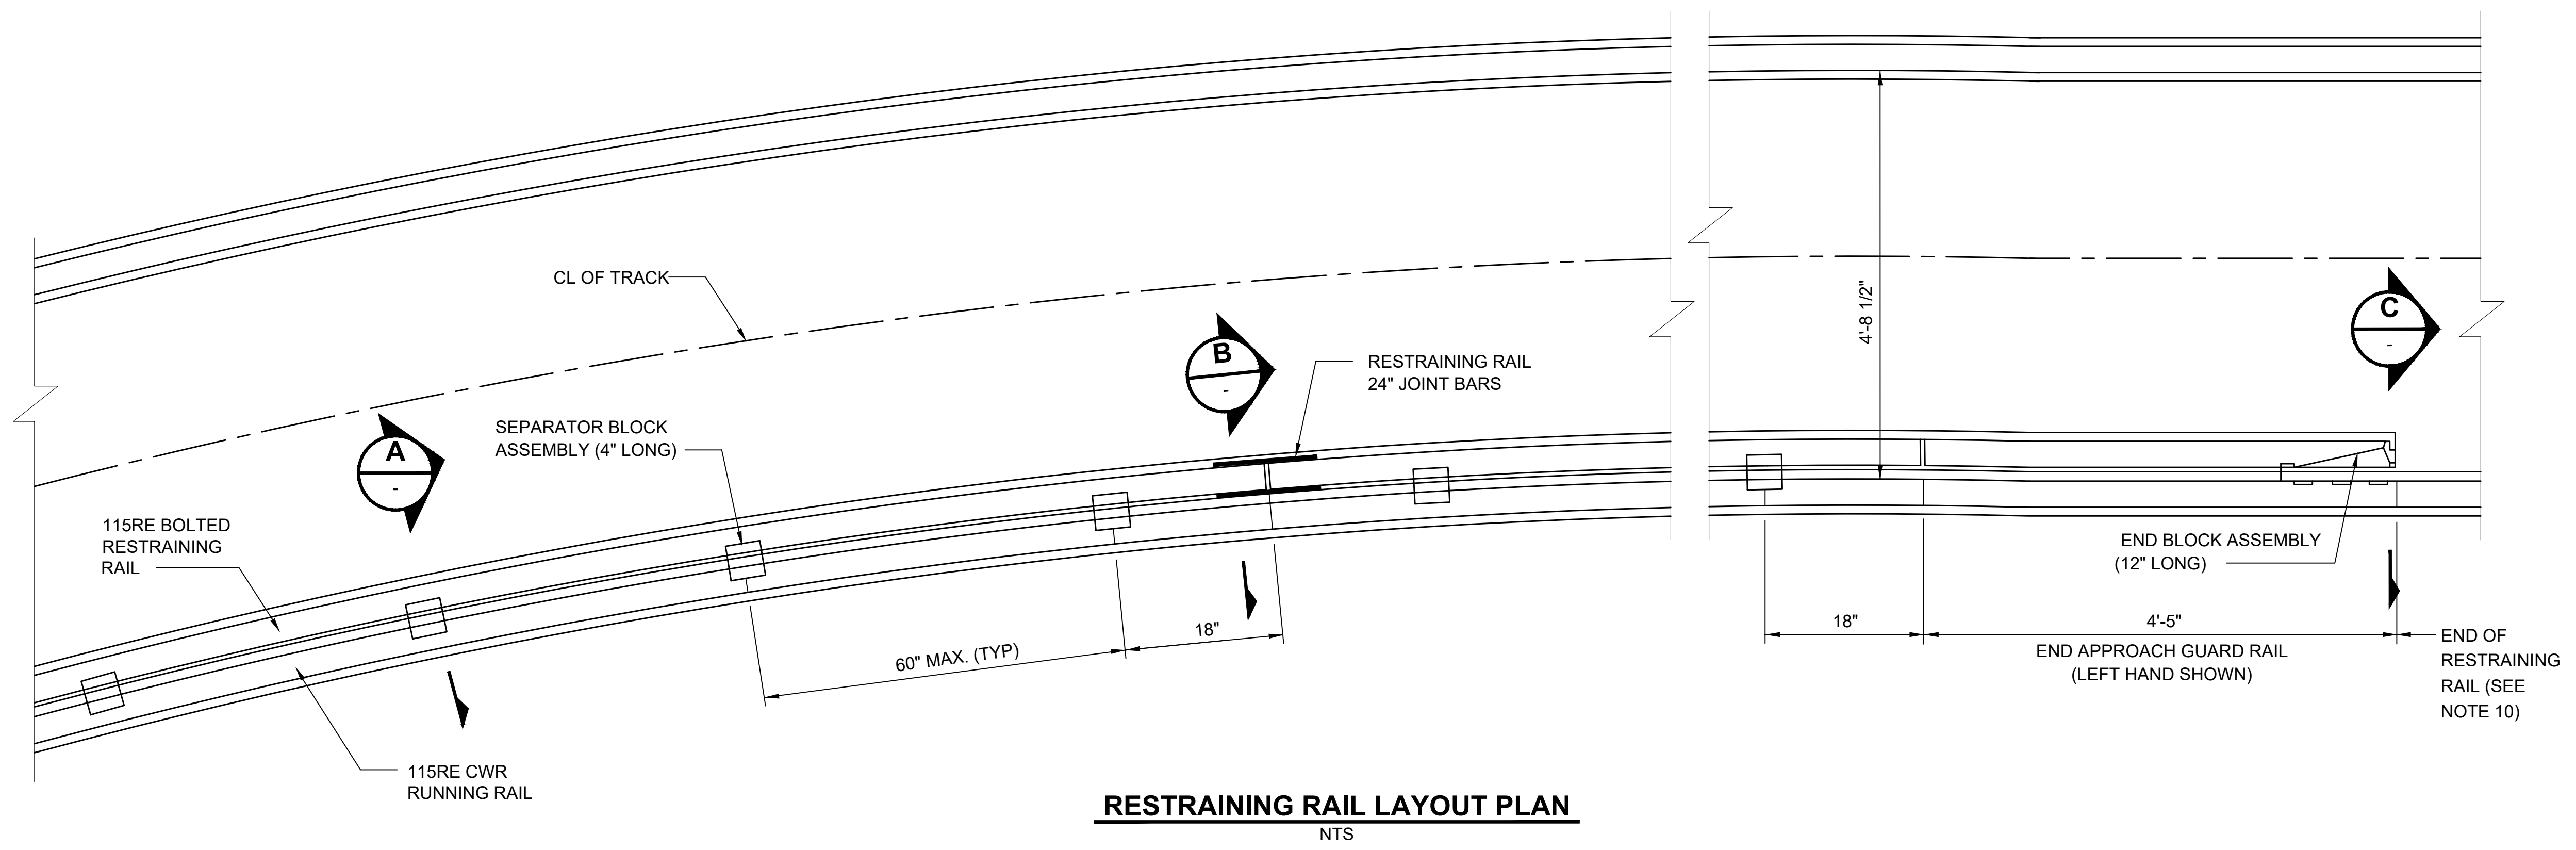 CL OF TRACK
A
-
B
-
C
-
RESTRAINING RAIL
24" JOINT BARS
4'-8 1/2"
SEPARATOR BLOCK
ASSEMBLY (4" LONG)
115RE BOLTED
RESTRAINING
RAIL
END BLOCK ASSEMBLY
(12" LONG)
60" MAX. (TYP)
18"
18"
4'-5"
END APPROACH GUARD RAIL
(LEFT HAND SHOWN)
END OF
RESTRAINING
RAIL (SEE
NOTE 10)
115RE CWR
RUNNING RAIL
RESTRAINING RAIL LAYOUT PLAN
NTS